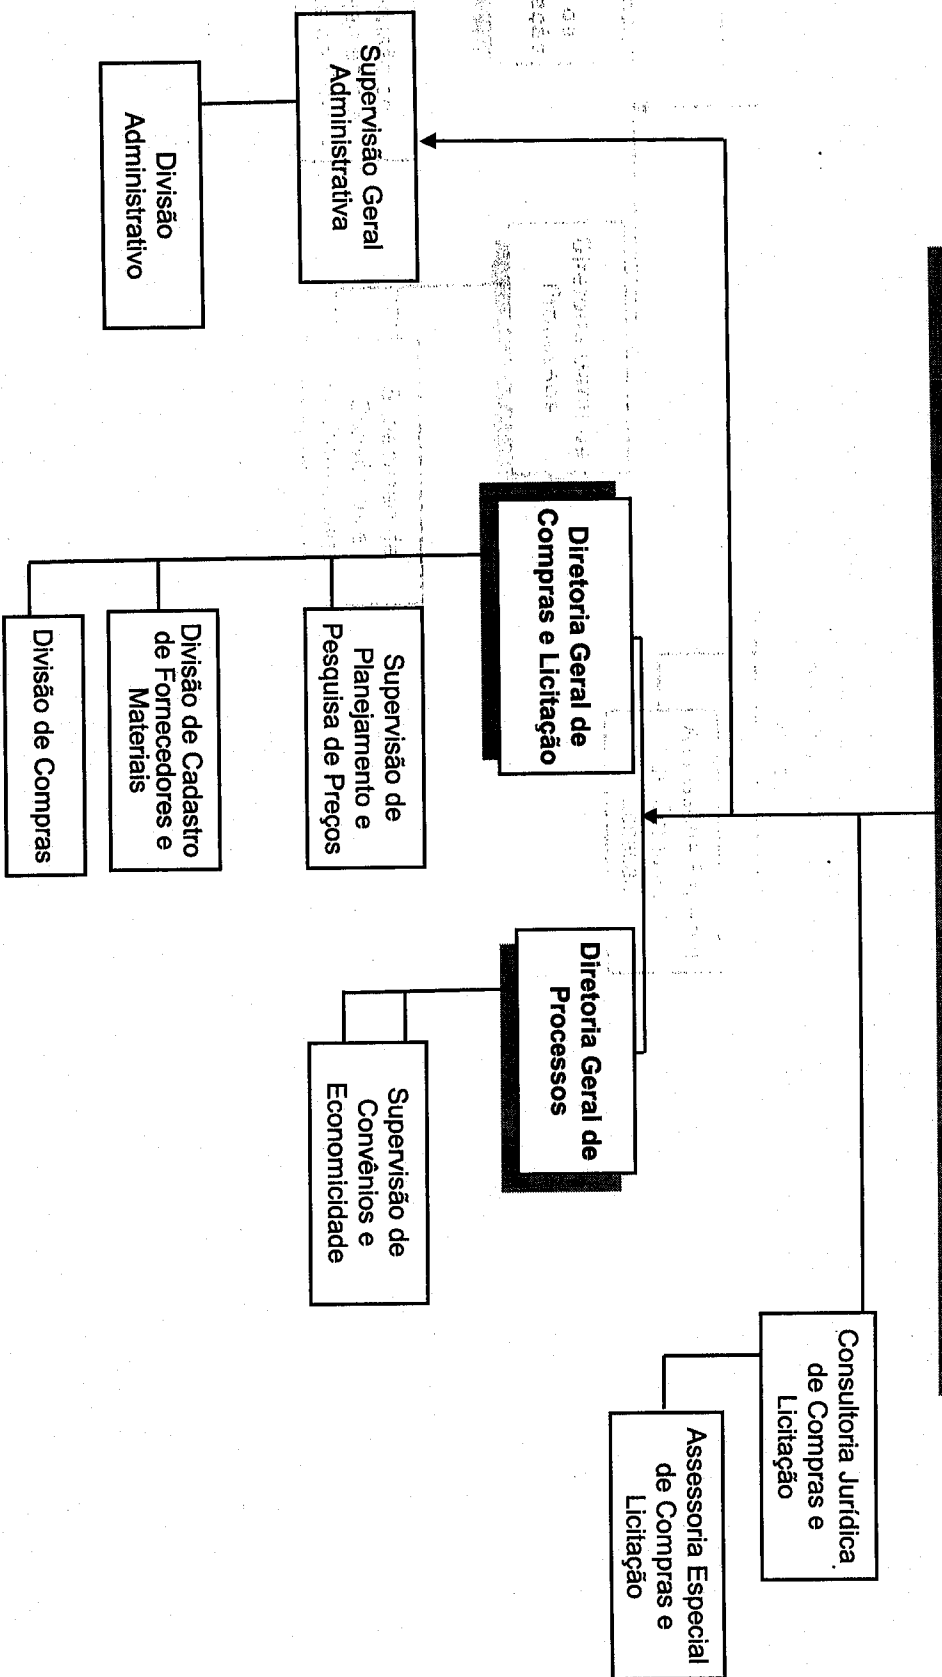 Consultoria Jurídica
de Compras e
Licitação
Assessoria Especial
de Compras e
Licitação
Diretoria Geral de
Compras e Licitação
Diretoria Geral de
Processos
Supervisão Geral
Administrativa
Divisão
Administrativo
Supervisão de
Planejamento e
Pesquisa de Preços
Supervisão de
Convênios e
Economicidade
Divisão de Cadastro
de Fornecedores e
Materiais
Divisão de Compras